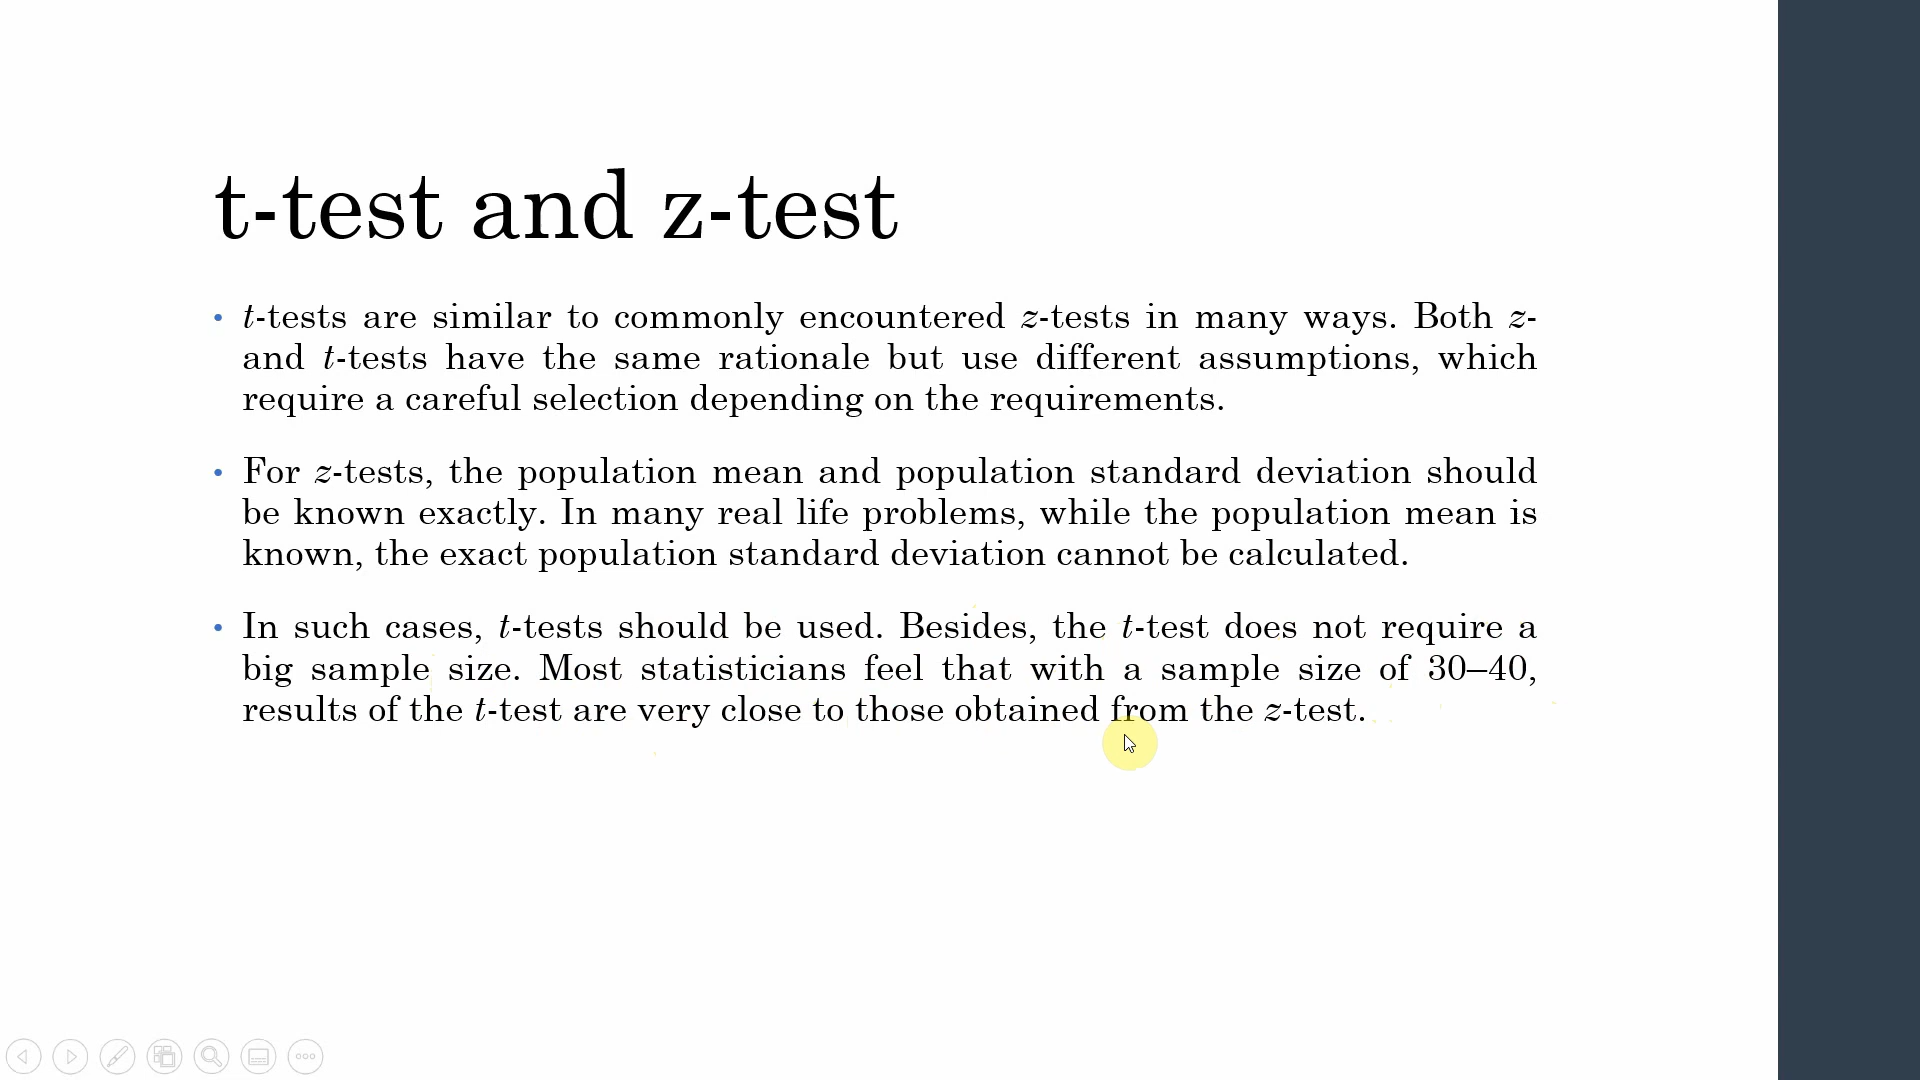 t-test and z-test
• t-tests are similar to commonly encountered z-tests in many ways. Both z-
and t-tests have the same rationale but use different assumptions, which
require a careful selection depending on the requirements.
• For z-tests, the population mean and population standard deviation should
be known exactly. In many real life problems, while the population mean is
known, the exact population standard deviation cannot be calculated.
• In such cases, t-tests should be used. Besides, the t-test does not require a
big sample size. Most statisticians feel that with a sample size of 30–40,
results of the t-test are very close to those obtained from the z-test.